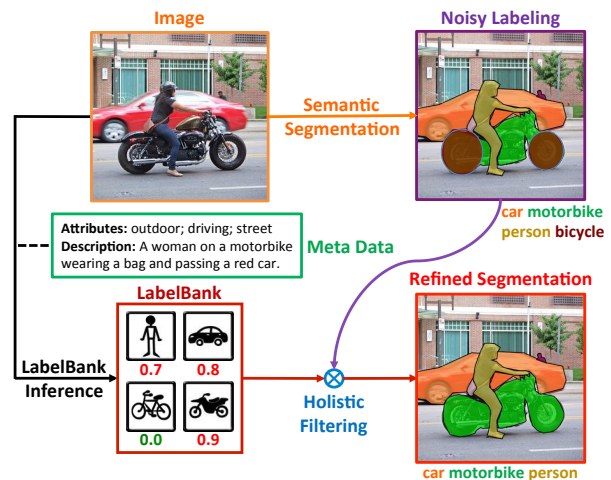 Image
Noisy Labeling
Semantic
Segmentation
car motorbike
person bicycle
Attributes: outdoor; driving; street
Description: A woman on a motorbike
wearing a bag and passing a red car.
Meta Data
LabelBank
Refined Segmentation
0.7 0.8
LabelBank
Inference
0.0 0.9
Holistic
Filtering
car motorbike person